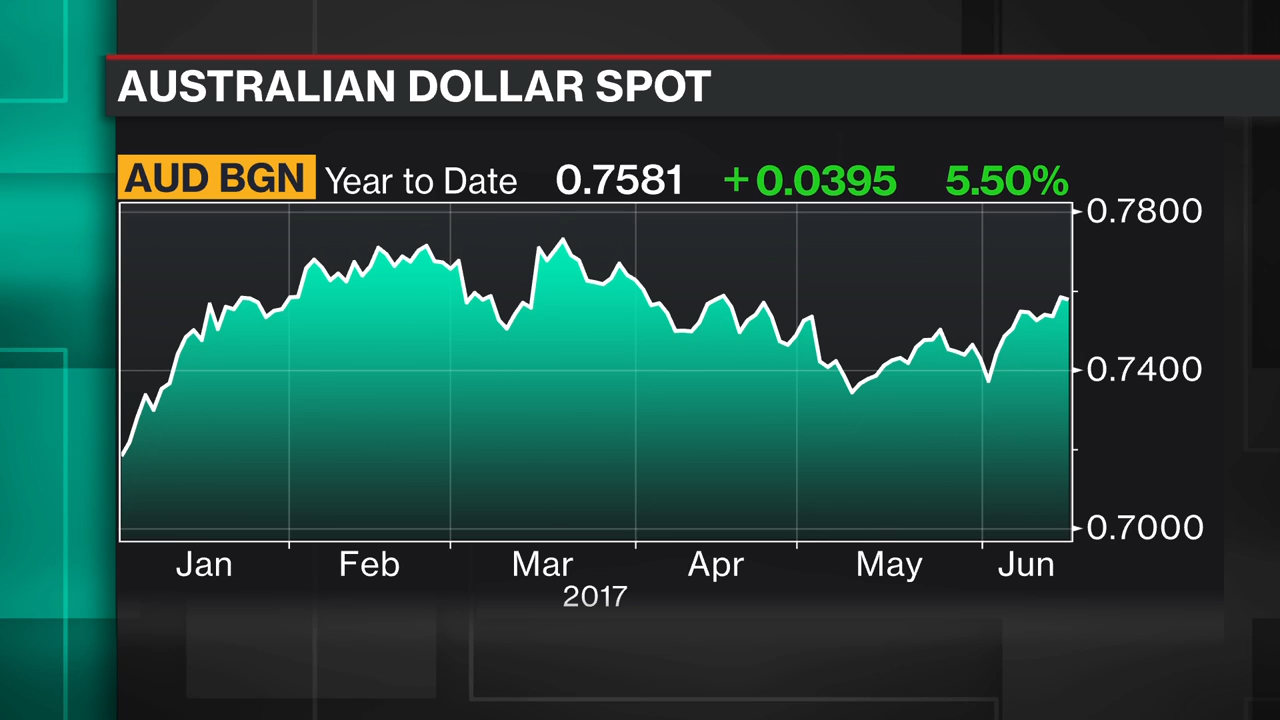 AUSTRALIAN DOLLAR SPOT
AUD BGN Year to Date 0.7581 +0.0395 5.50%
0.7800
0.7400
0.7000
Jan Feb Mar Apr May Jun
2017